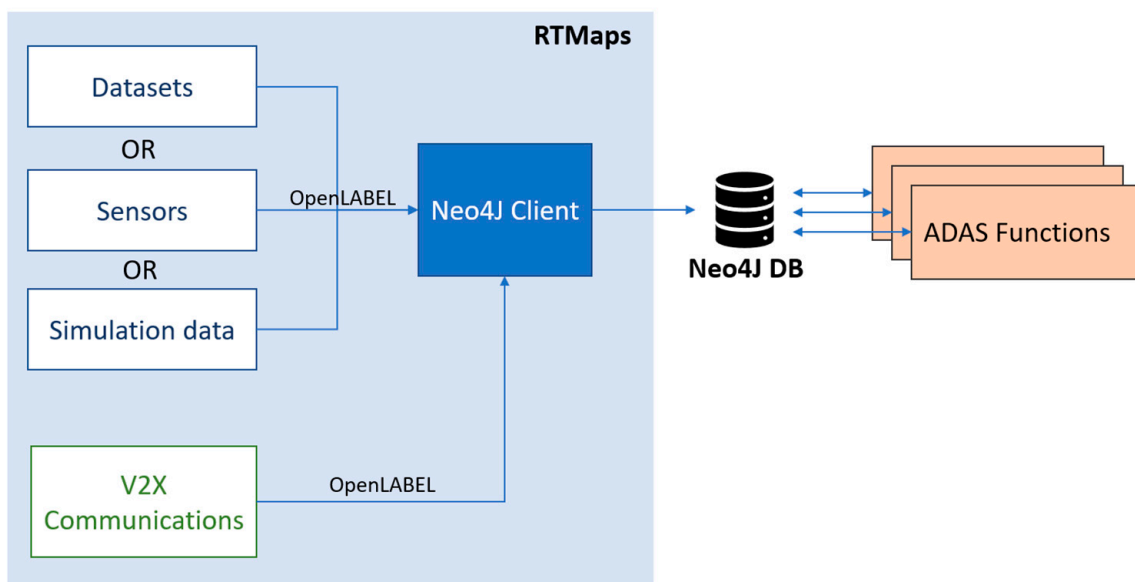 RTMaps
Datasets
OR
Sensors
OpenLABEL
Neo4J Client
OR
Simulation data
Neo4J DB
ADAS Functions
V2X
Communications
OpenLABEL